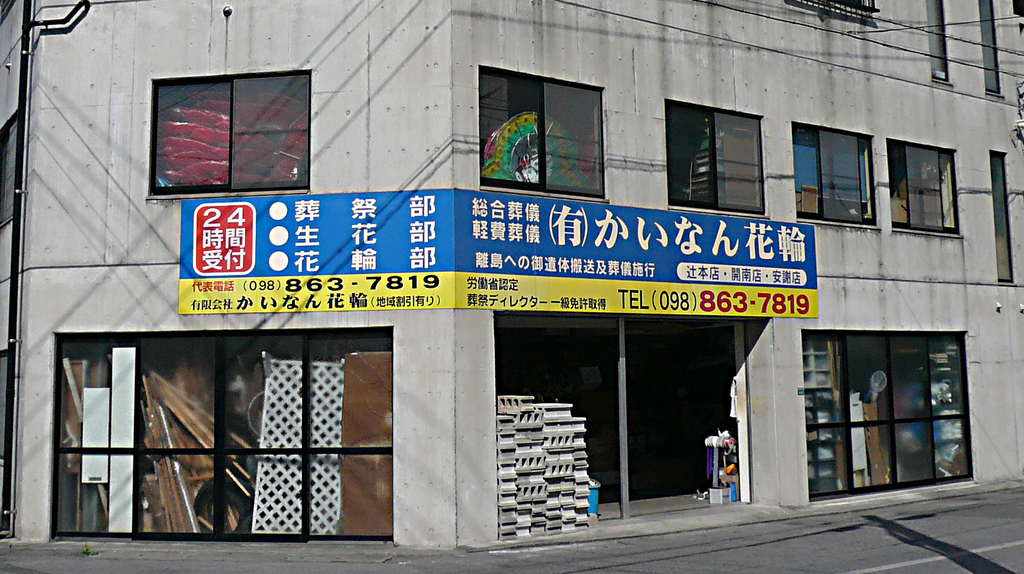 24
時間
受付
●葬祭部
●生花部
●花輪部
代表電話 (098) 863-7819
有限会社 かいなん花輪 (地域割引有り)
総合葬儀
軽費葬儀
(有)かいなん花輪
離島への御遺体搬送及葬儀施行
辻本店・開南店・安謝店
労働省認定
葬祭ディレクター一級免許取得
TEL(098)863-7819